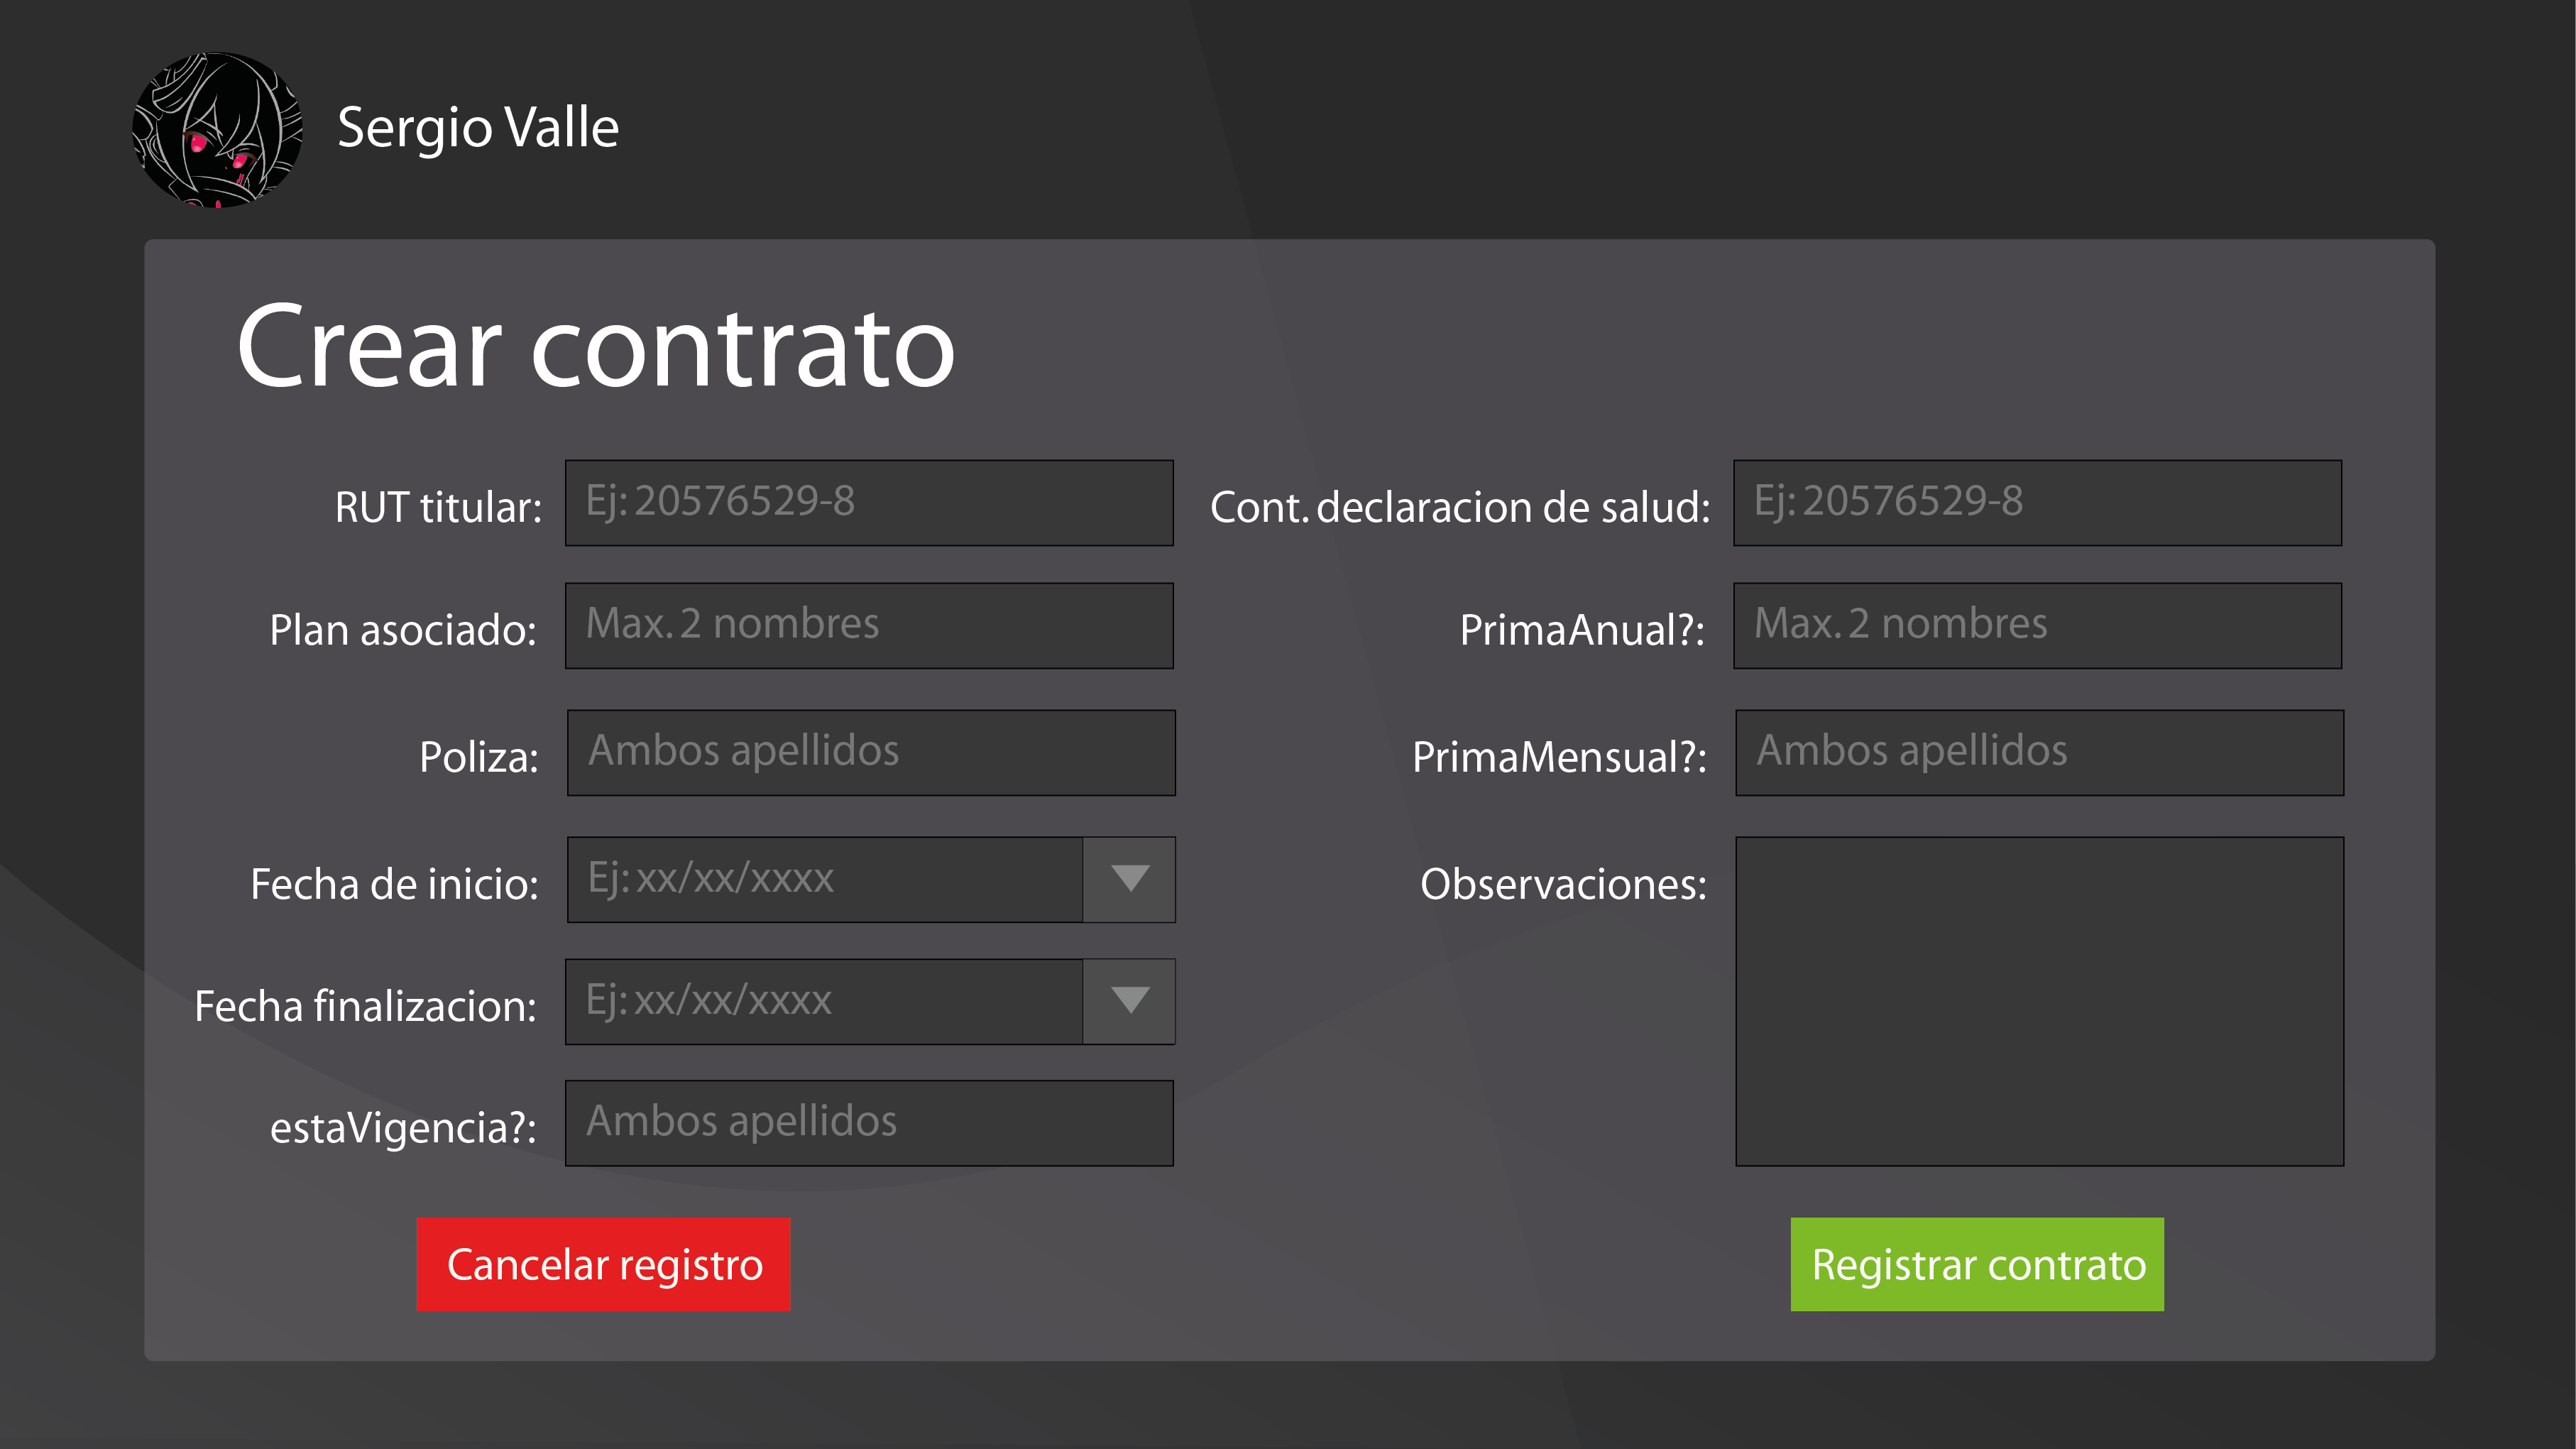 Sergio Valle
Crear contrato
RUT titular: Ej: 20576529-8
Plan asociado: Max. 2 nombres
Poliza: Ambos apellidos
Fecha de inicio: Ej: xx/xx/xxxx
Fecha finalizacion: Ej: xx/xx/xxxx
estaVigencia?: Ambos apellidos
Cont. declaracion de salud: Ej: 20576529-8
PrimaAnual?: Max. 2 nombres
PrimaMensual?: Ambos apellidos
Observaciones:
Cancelar registro
Registrar contrato